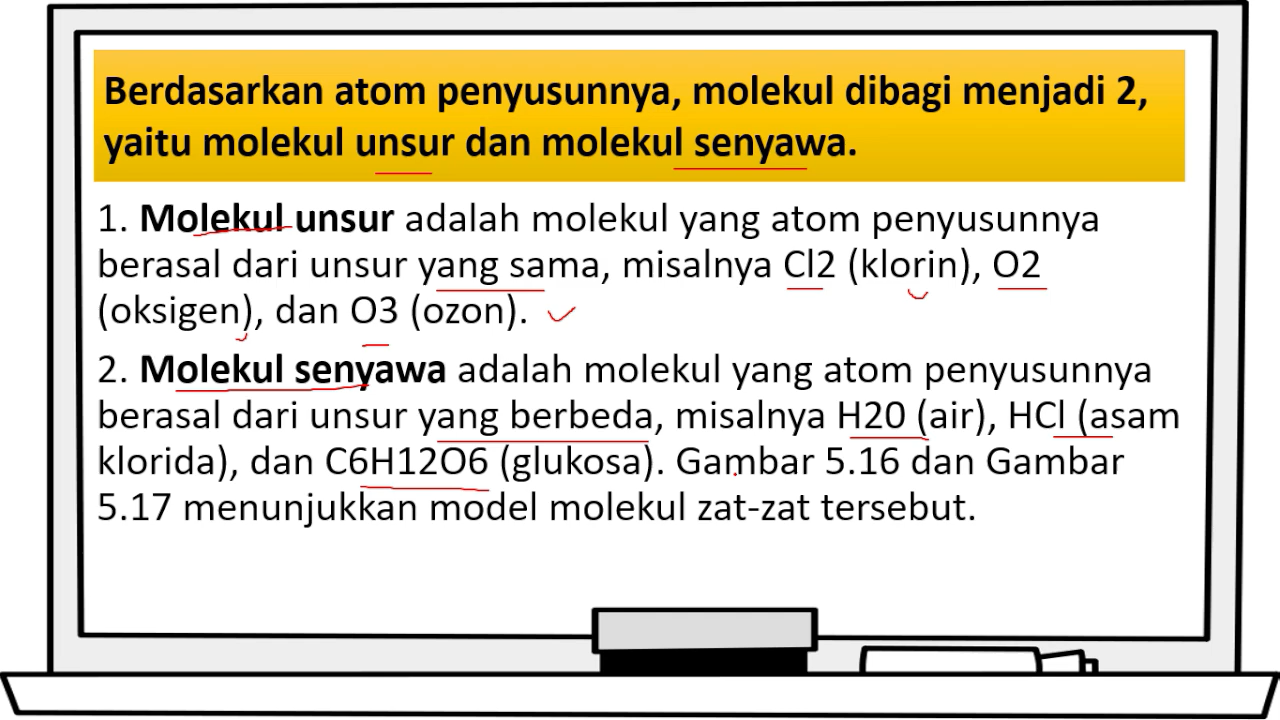 Berdasarkan atom penyusunnya, molekul dibagi menjadi 2,
yaitu molekul unsur dan molekul senyawa.
1. Molekul unsur adalah molekul yang atom penyusunnya
berasal dari unsur yang sama, misalnya Cl2 (klorin), O2
(oksigen), dan O3 (ozon).
2. Molekul senyawa adalah molekul yang atom penyusunnya
berasal dari unsur yang berbeda, misalnya H20 (air), HCl (asam
klorida), dan C6H12O6 (glukosa). Gambar 5.16 dan Gambar
5.17 menunjukkan model molekul zat-zat tersebut.